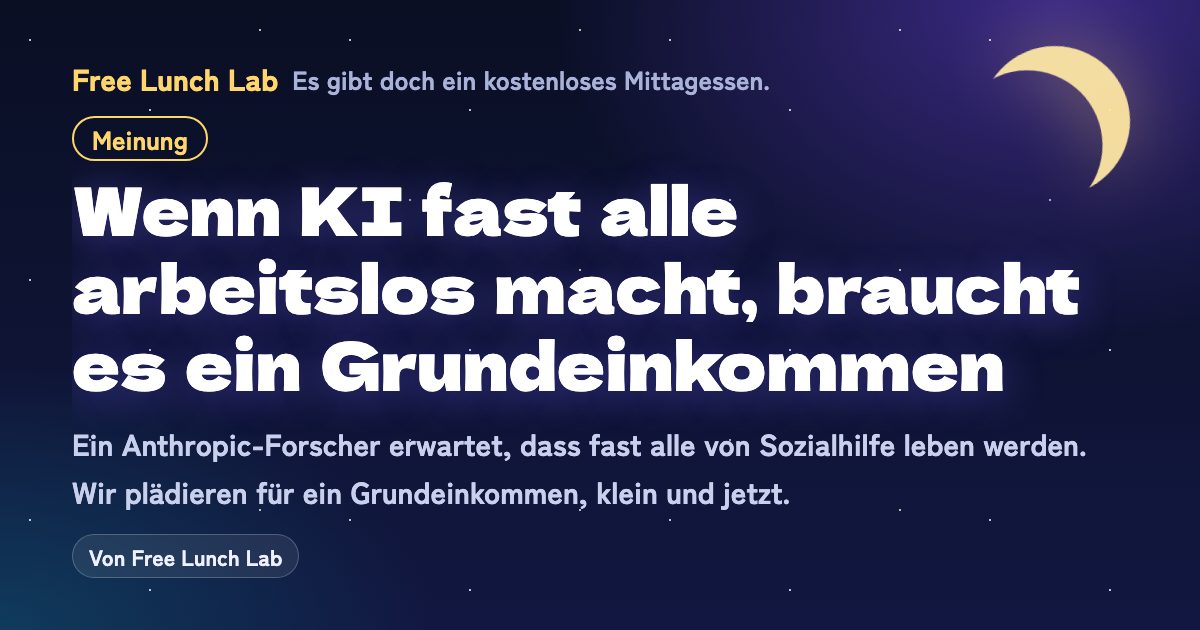 Free Lunch Lab Es gibt doch ein kostenloses Mittagessen.
Meinung
Wenn KI fast alle
arbeitslos macht, braucht
es ein Grundeinkommen
Ein Anthropic-Forscher erwartet, dass fast alle von Sozialhilfe leben werden.
Wir plädieren für ein Grundeinkommen, klein und jetzt.
Von Free Lunch Lab